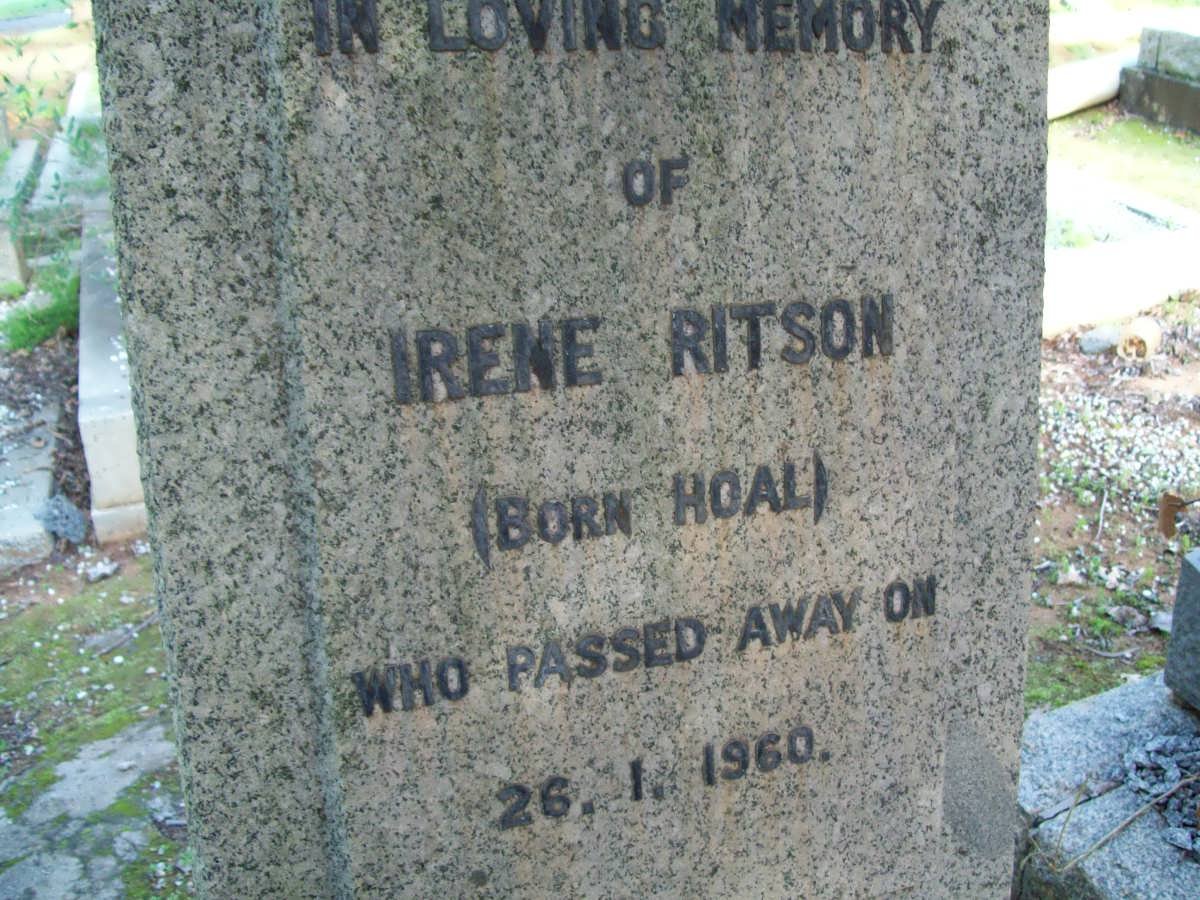 IN LOVING MEMORY
OF
IRENE RITSON
(BORN HOAL)
WHO PASSED AWAY ON
26. 1. 1960.